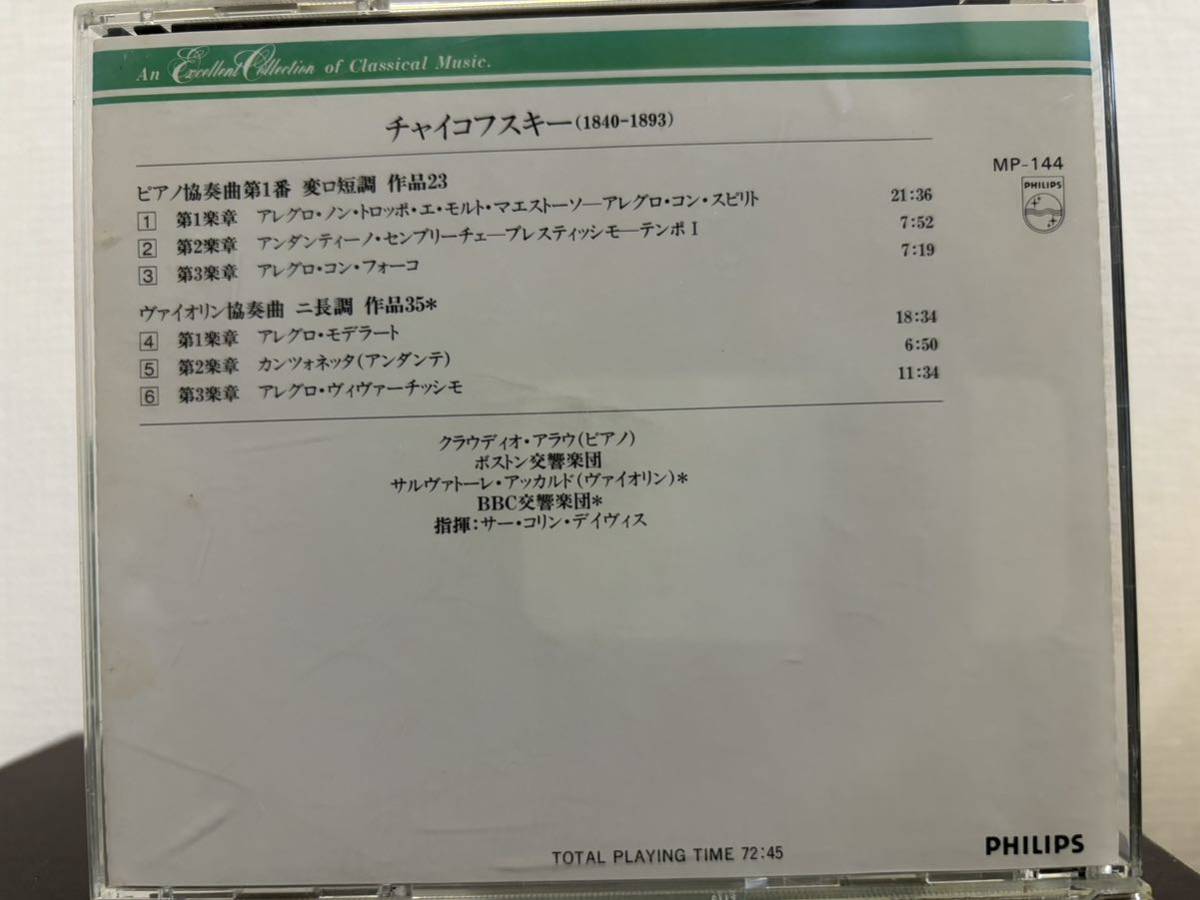 An Excellent Collection of Classical Music.
チャイコフスキー(1840-1893)
MP-144
PHILIPS
ピアノ協奏曲第1番 変ロ短調 作品23
1 第1楽章 アレグロ・ノン・トロッポ・エ・モルト・マエストーソ—アレグロ・コン・スピリト 21:36
2 第2楽章 アンダンティーノ・センプリーチェ—プレスティッシモ—テンポⅠ 7:52
3 第3楽章 アレグロ・コン・フォーコ 7:19
ヴァイオリン協奏曲 ニ長調 作品35*
4 第1楽章 アレグロ・モデラート 18:34
5 第2楽章 カンツォネッタ(アンダンテ) 6:50
6 第3楽章 アレグロ・ヴィヴァーチッシモ 11:34
クラウディオ・アラウ(ピアノ)
ボストン交響楽団
サルヴァトーレ・アッカルド(ヴァイオリン)*
BBC交響楽団*
指揮:サー・コリン・デイヴィス
TOTAL PLAYING TIME 72:45
PHILIPS